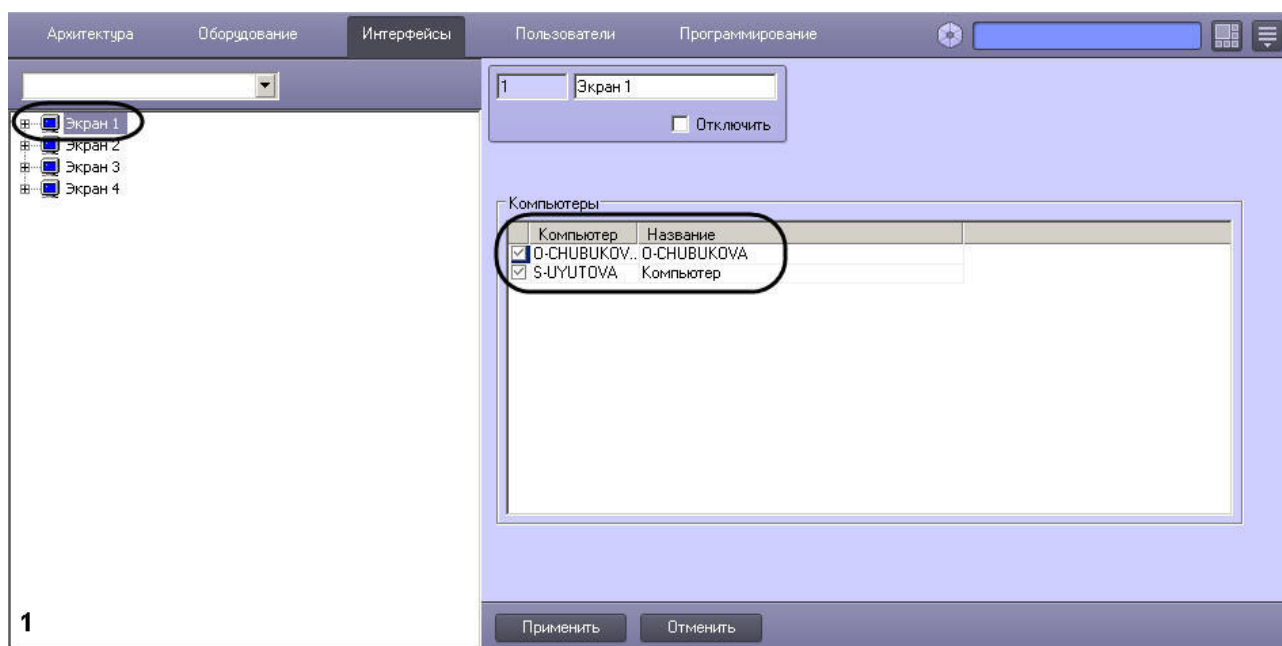 Архитектура Оборудование Интерфейсы Пользователи Программирование
1 Экран 1
Отключить
Экран 1
Экран 2
Экран 3
Экран 4
Компьютеры
Компьютер Название
O-CHUBUKOV.. O-CHUBUKOVA
S-UYUTOVA Компьютер
1
Применить Отменить